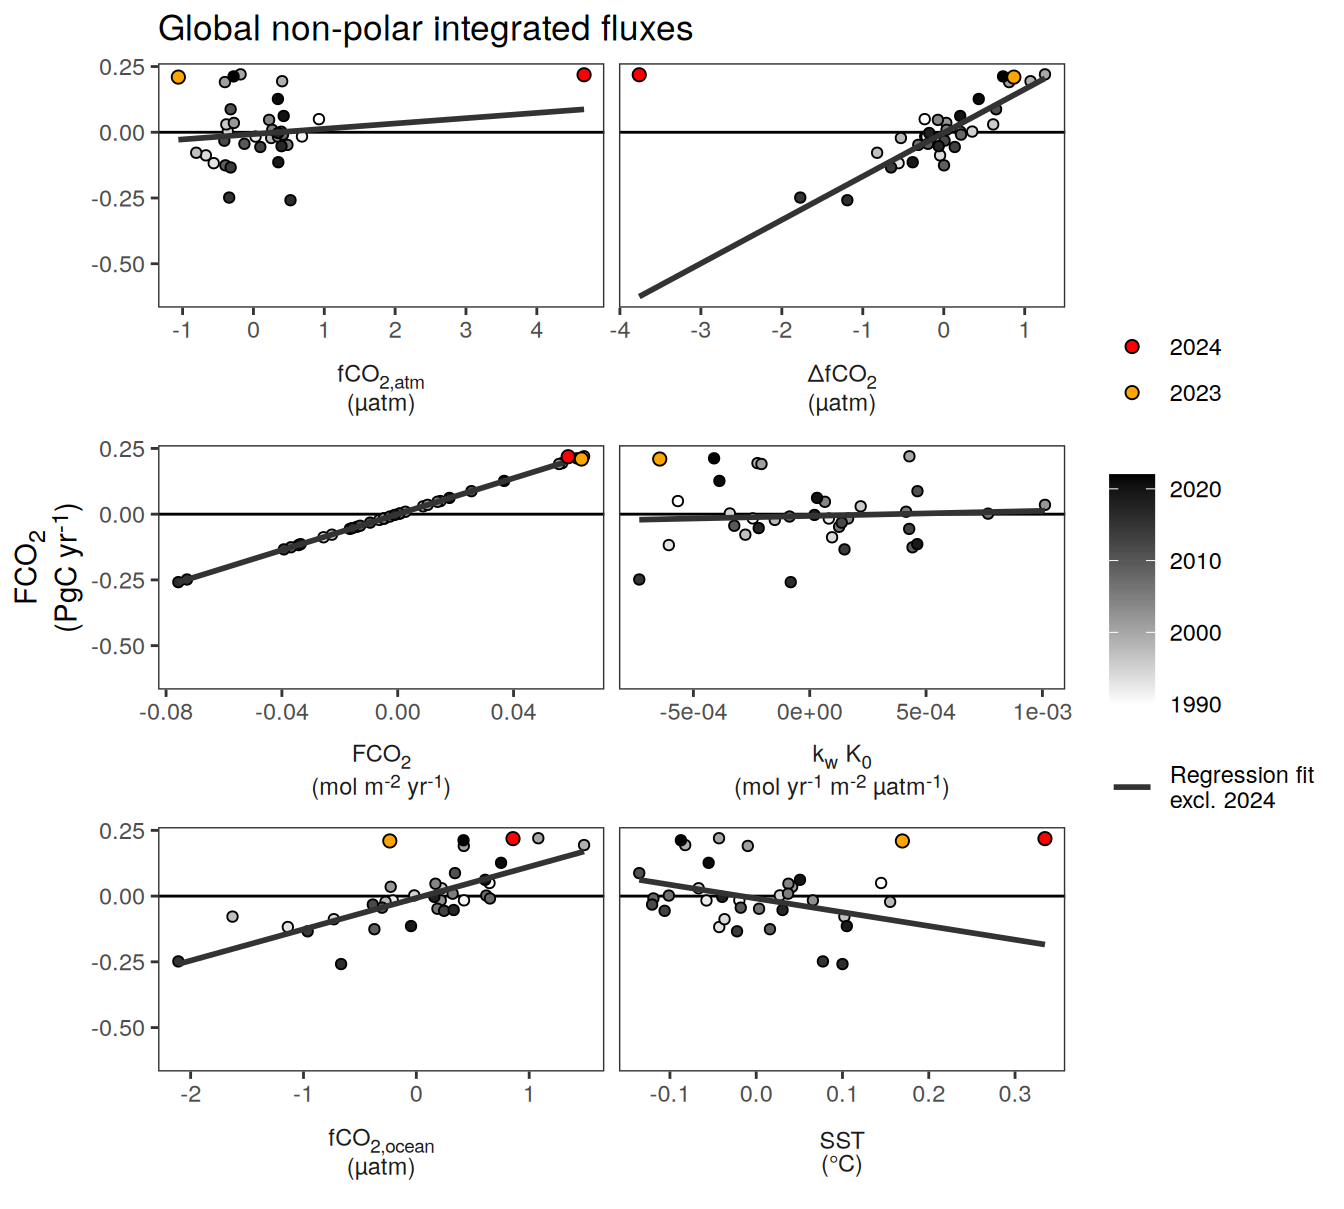 Global non-polar integrated fluxes
0.25
0.00
-0.25
-0.50
-1 0 1 2 3 4
-4 -3 -2 -1 0 1
fCO₂,atm
(µatm)
ΔfCO₂
(µatm)
2024
2023
FCO₂
(PgC yr⁻¹)
0.25
0.00
-0.25
-0.50
-0.08 -0.04 0.00 0.04
-5e-04 0e+00 5e-04 1e-03
FCO₂
(mol m⁻² yr⁻¹)
k_w K₀
(mol yr⁻¹ m⁻² µatm⁻¹)
2020
2010
2000
1990
Regression fit
excl. 2024
0.25
0.00
-0.25
-0.50
-2 -1 0 1
-0.1 0.0 0.1 0.2 0.3
fCO₂,ocean
(µatm)
SST
(°C)